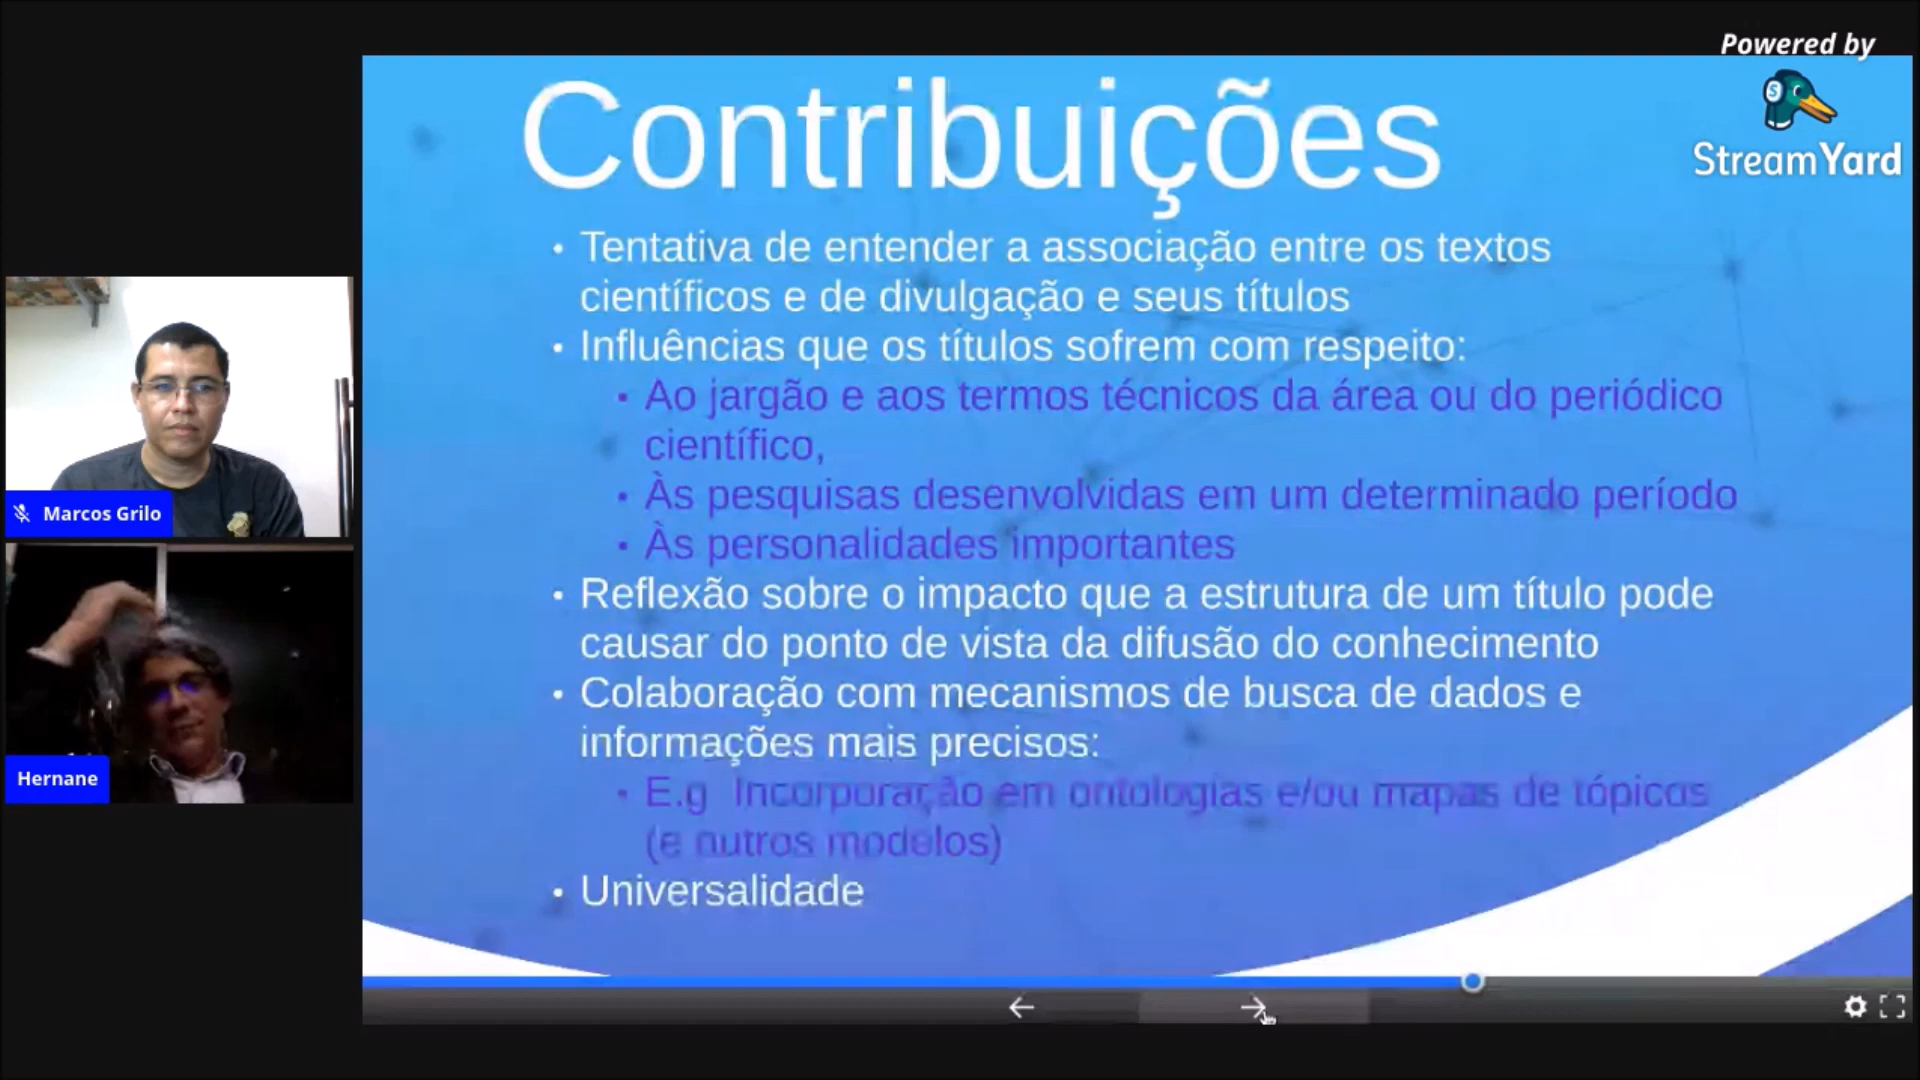 Powered by
StreamYard
Contribuições
• Tentativa de entender a associação entre os textos
científicos e de divulgação e seus títulos
• Influências que os títulos sofrem com respeito:
• Ao jargão e aos termos técnicos da área ou do periódico
científico,
• Às pesquisas desenvolvidas em um determinado período
• Às personalidades importantes
• Reflexão sobre o impacto que a estrutura de um título pode
causar do ponto de vista da difusão do conhecimento
• Colaboração com mecanismos de busca de dados e
informações mais precisos:
• E.g Incorporação em ontologias e/ou mapas de tópicos
(e outros modelos)
• Universalidade
Marcos Grilo
Hernane